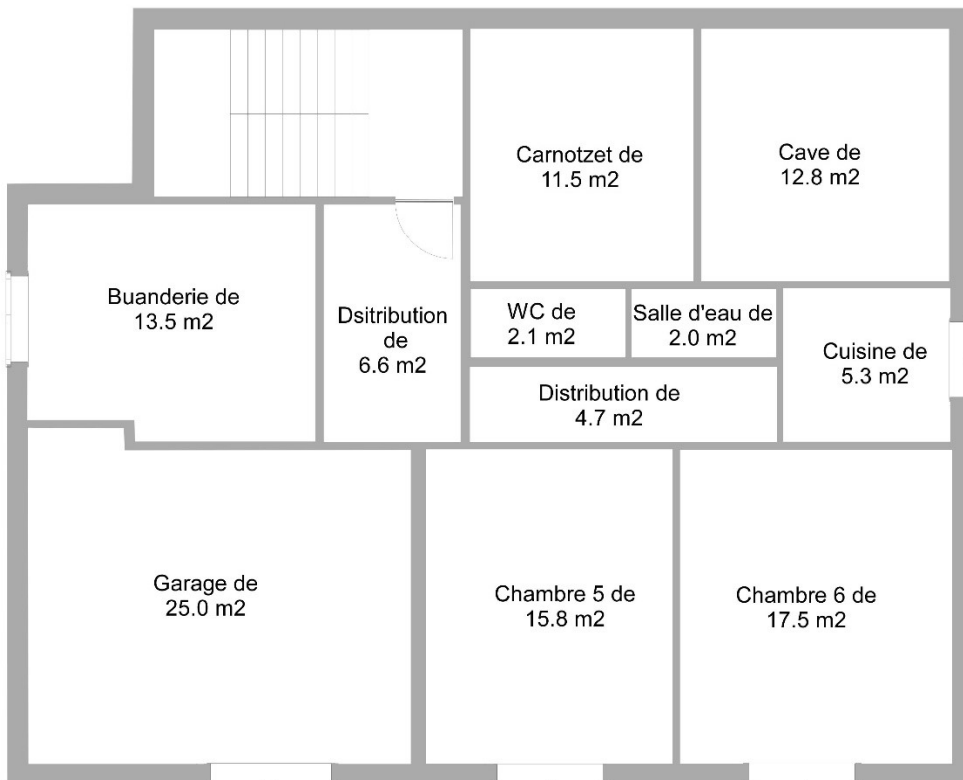 Carnotzet de
11.5 m2
Cave de
12.8 m2
Buanderie de
13.5 m2
Dsitribution
de
6.6 m2
WC de
2.1 m2
Salle d'eau de
2.0 m2
Cuisine de
5.3 m2
Distribution de
4.7 m2
Garage de
25.0 m2
Chambre 5 de
15.8 m2
Chambre 6 de
17.5 m2